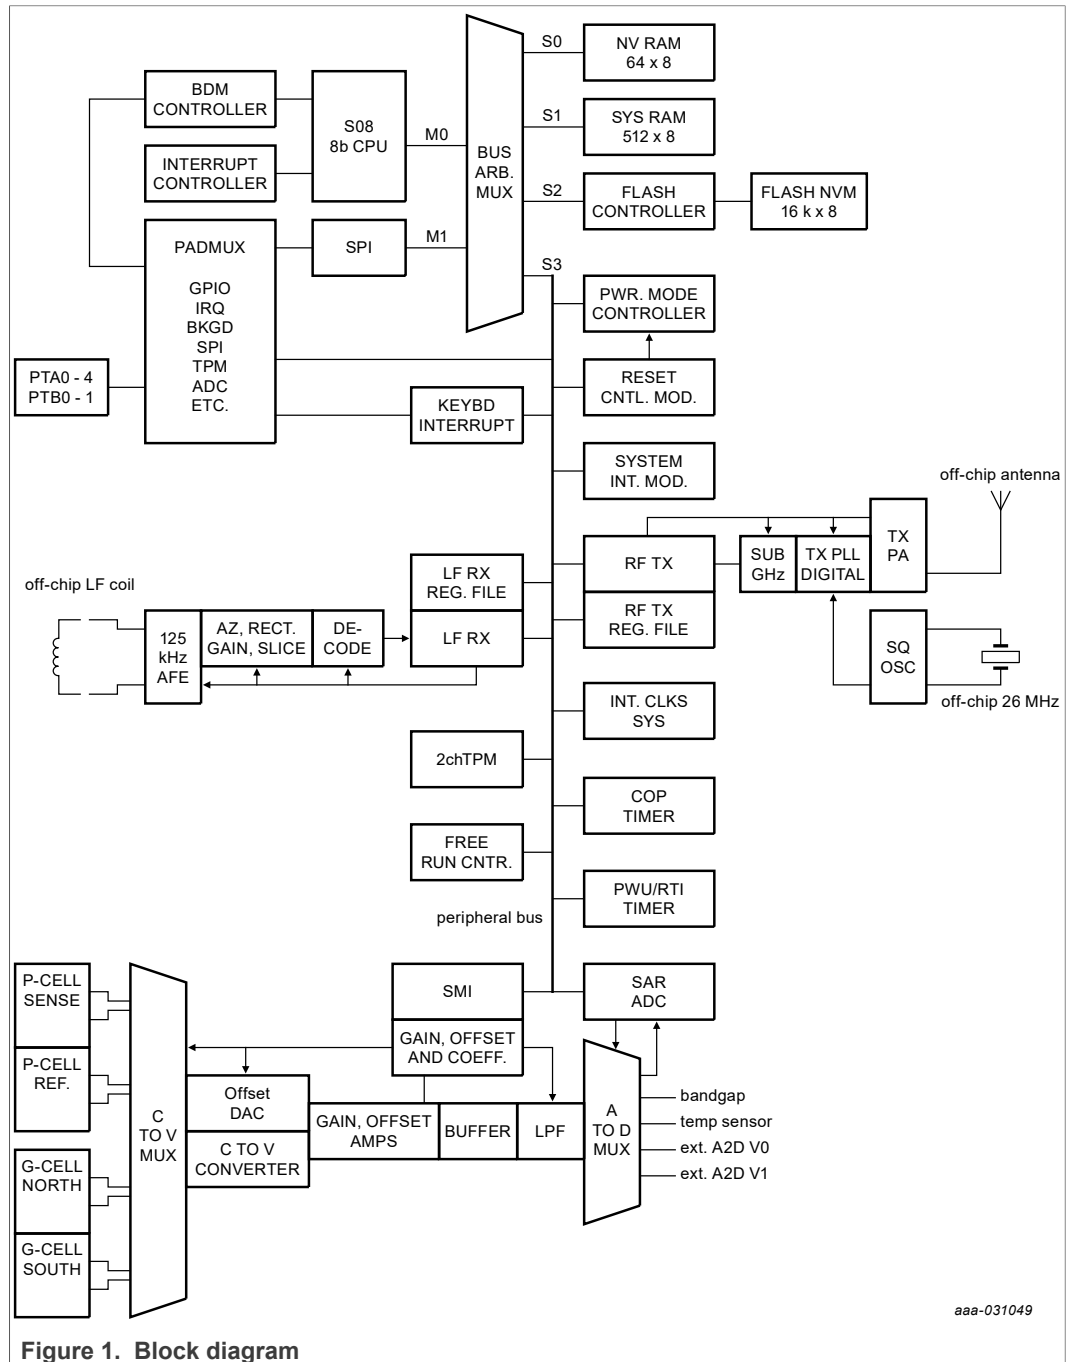 BDM
CONTROLLER
INTERRUPT
CONTROLLER
S08
8b CPU
M0
BUS
ARB.
MUX
S0
NV RAM
64 x 8
S1
SYS RAM
512 x 8
S2
FLASH
CONTROLLER
FLASH NVM
16 k x 8
PADMUX
GPIO
IRQ
BKGD
SPI
TPM
ADC
ETC.
SPI
M1
S3
PWR. MODE
CONTROLLER
PTA0 - 4
PTB0 - 1
RESET
CNTL. MOD.
KEYBD
INTERRUPT
SYSTEM
INT. MOD.
off-chip antenna
TX
PA
RF TX
SUB
GHz
TX PLL
DIGITAL
LF RX
REG. FILE
RF TX
REG. FILE
off-chip LF coil
125
kHz
AFE
AZ, RECT.
GAIN, SLICE
DE-
CODE
LF RX
SQ
OSC
off-chip 26 MHz
INT. CLKS
SYS
2chTPM
COP
TIMER
FREE
RUN CNTR.
PWU/RTI
TIMER
peripheral bus
P-CELL
SENSE
SMI
SAR
ADC
P-CELL
REF.
GAIN, OFFSET
AND COEFF.
C
TO V
MUX
Offset
DAC
C TO V
CONVERTER
GAIN, OFFSET
AMPS
BUFFER
LPF
A
TO D
MUX
bandgap
temp sensor
ext. A2D V0
ext. A2D V1
G-CELL
NORTH
G-CELL
SOUTH
aaa-031049
Figure 1. Block diagram